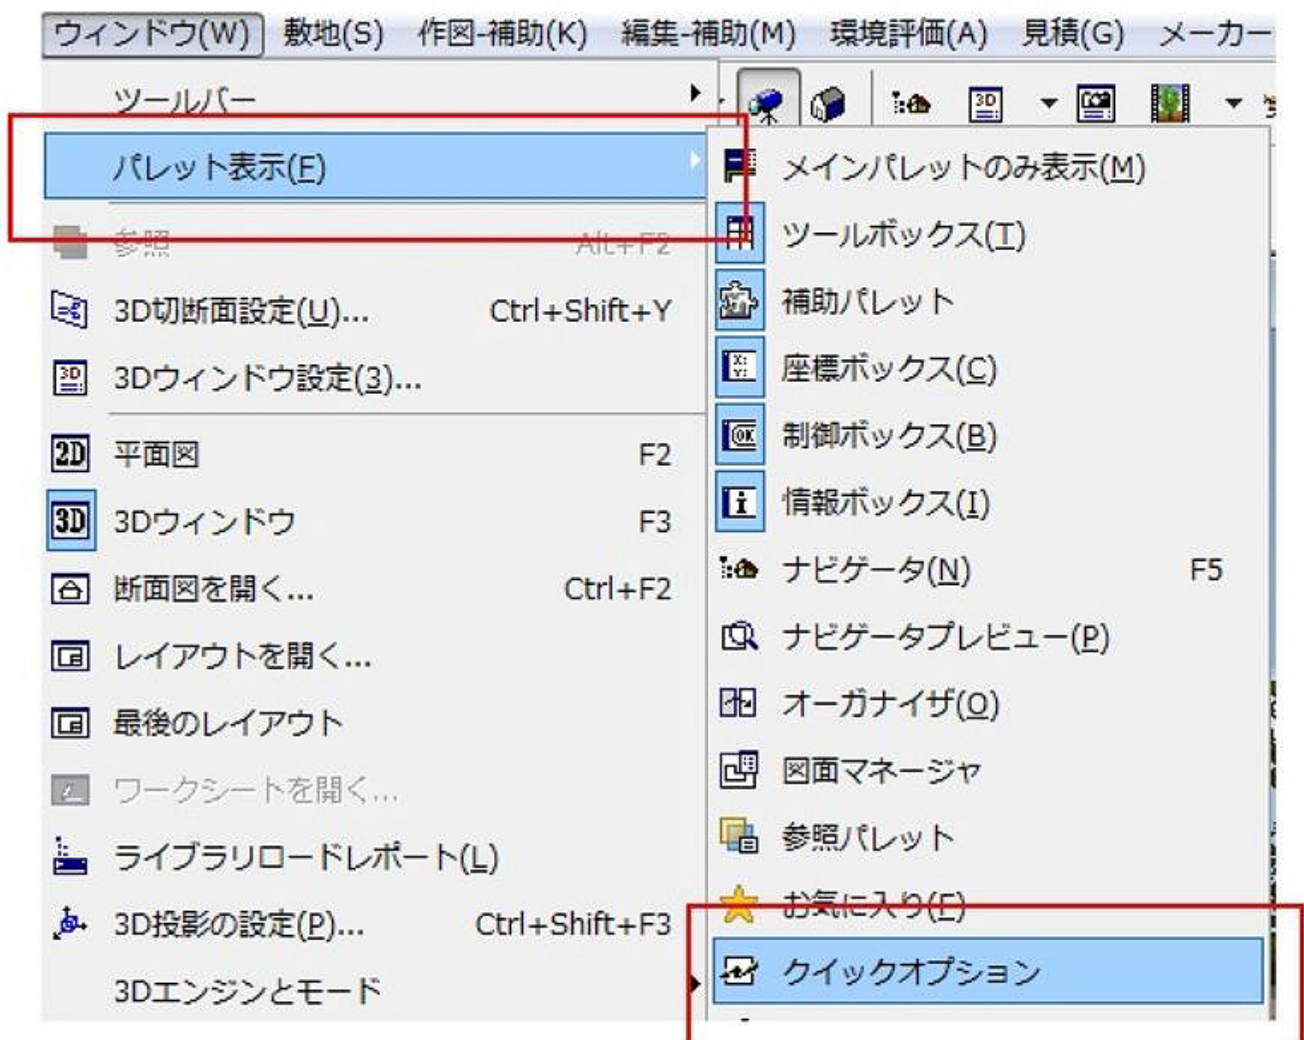 ウィンドウ(W) 敷地(S) 作図-補助(K) 編集-補助(M) 環境評価(A) 見積(G) メーカー
ツールバー
パレット表示(F)
参照 Alt+F2
3D切断面設定(U)... Ctrl+Shift+Y
3Dウィンドウ設定(3)...
2D 平面図 F2
3D 3Dウィンドウ F3
断面図を開く... Ctrl+F2
レイアウトを開く...
最後のレイアウト
ワークシートを開く...
ライブラリロードレポート(L)
3D投影の設定(P)... Ctrl+Shift+F3
3Dエンジンとモード
3D
メインパレットのみ表示(M)
ツールボックス(T)
補助パレット
座標ボックス(C)
制御ボックス(B)
情報ボックス(I)
ナビゲータ(N) F5
ナビゲータプレビュー(P)
オーガナイザ(O)
図面マネージャ
参照パレット
お気に入り(F)
クイックオプション